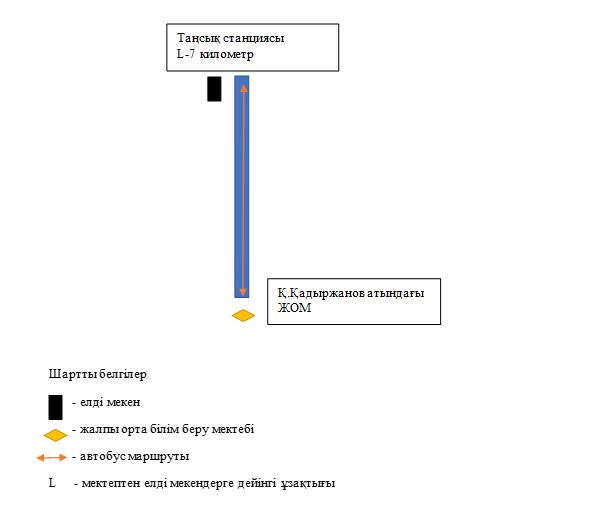 Таңсық станциясы
L-7 километр
Қ.Қадыржанов атындағы
ЖОМ
Шартты белгілер
- елді мекен
- жалпы орта білім беру мектебі
- автобус маршруты
L - мектептен елді мекендерге дейінгі ұзақтығы